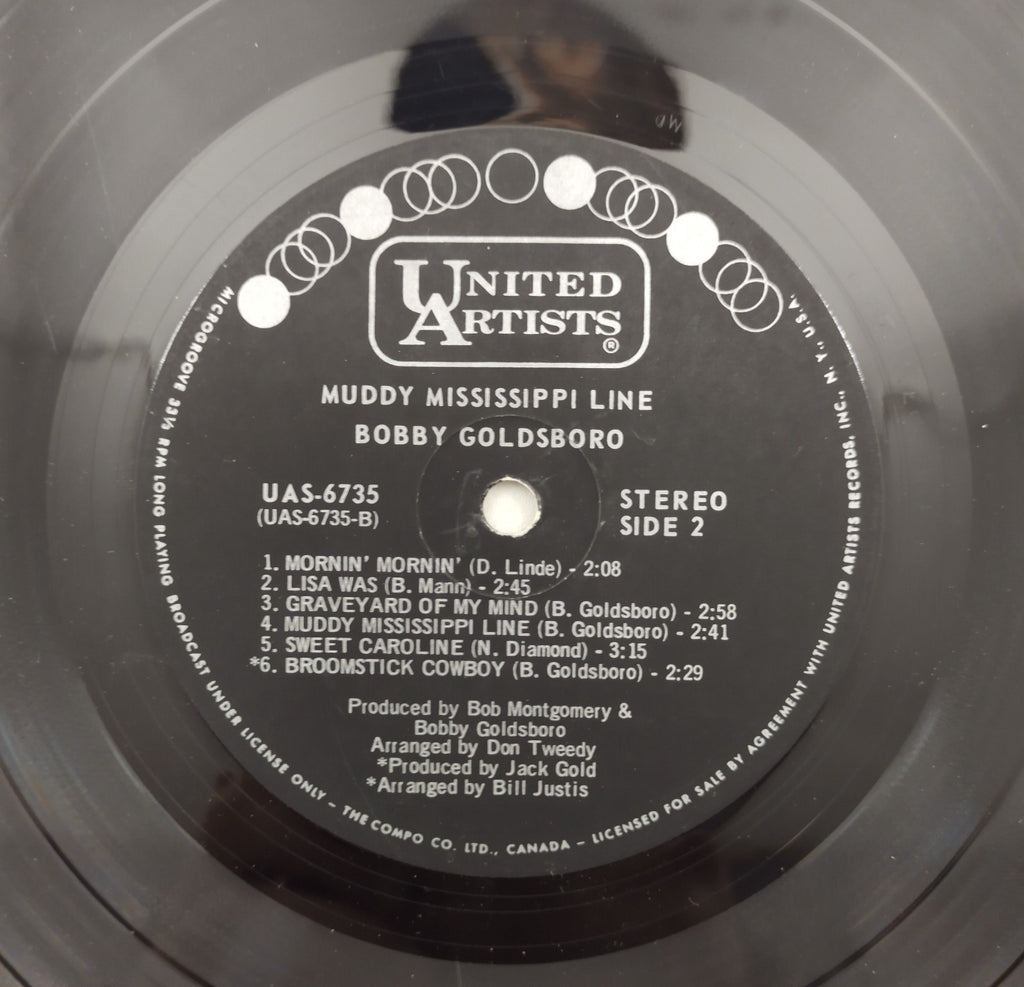 UNITED
ARTISTS
®
MUDDY MISSISSIPPI LINE
BOBBY GOLDSBORO
UAS-6735
(UAS-6735-B)
STEREO
SIDE 2
1. MORNIN' MORNIN' (D. Linde) - 2:08
2. LISA WAS (B. Mann) - 2:45
3. GRAVEYARD OF MY MIND (B. Goldsboro) - 2:58
4. MUDDY MISSISSIPPI LINE (B. Goldsboro) - 2:41
5. SWEET CAROLINE (N. Diamond) - 3:15
*6. BROOMSTICK COWBOY (B. Goldsboro) - 2:29
Produced by Bob Montgomery &
Bobby Goldsboro
Arranged by Don Tweedy
*Produced by Jack Gold
*Arranged by Bill Justis
MICROGROOVE 33⅓ RPM LONG PLAYING BROADCAST UNDER LICENSE ONLY - THE COMPO CO. LTD., CANADA - LICENSED FOR SALE BY AGREEMENT WITH UNITED ARTISTS RECORDS, INC., N. Y., U.S.A.